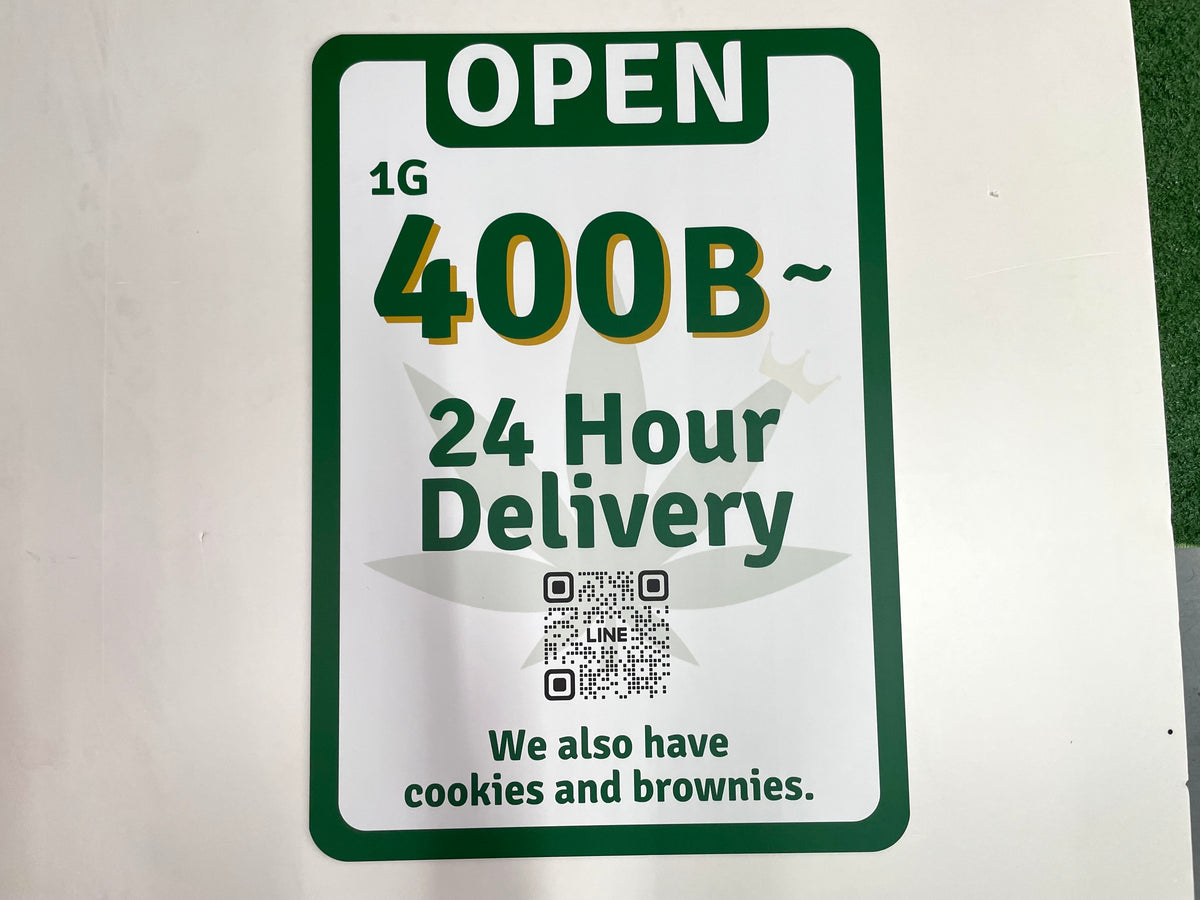 OPEN
1G
400B~
24 Hour
Delivery
LINE
We also have
cookies and brownies.